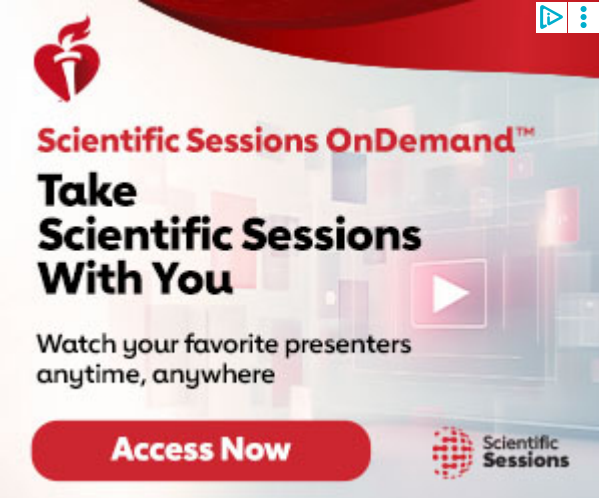 Scientific Sessions OnDemand™
Take
Scientific Sessions
With You
Watch your favorite presenters
anytime, anywhere
Access Now
Scientific
Sessions